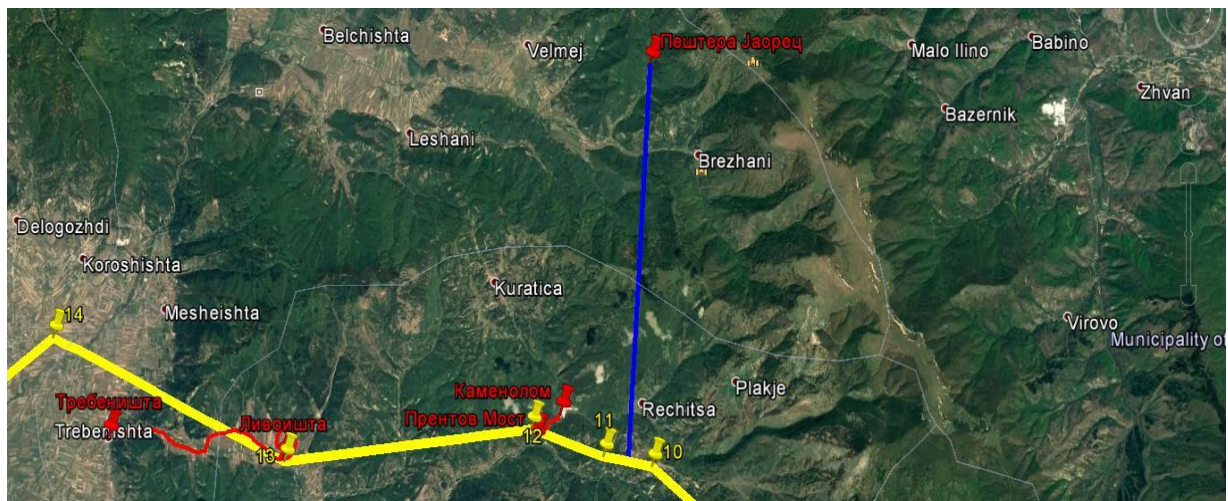 Belchishta
Velmej
Пештера Јаорец
Malo Ilino
Babino
Zhvan
Bazernik
Leshani
Brezhani
Delogozhdi
Koroshishta
Kuratica
Mesheishta
14
Virovo
Municipality of
Plakje
Каменолом
Требеништа
Rechitsa
Ливоишта
Прентов Мост
Trebenishta
12
11
13
10